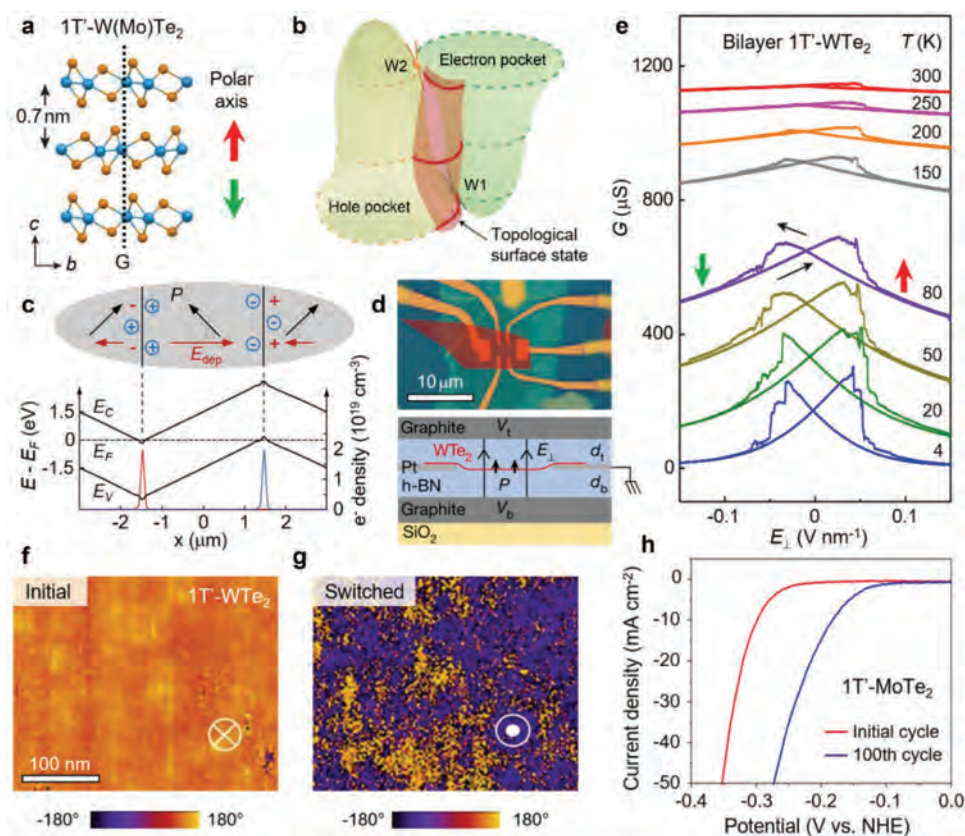 a
1T'-W(Mo)Te2
0.7 nm
Polar
axis
c
b
G
b
W2
Electron pocket
W1
Hole pocket
Topological
surface state
c
P
- + + -
- + - +
Edep
E - EF (eV)
EC
EF
EV
1.5
0
-1.5
2
1
0
e- density (10^19 cm-3)
-2 -1 0 1 2
x (μm)
d
10 μm
Graphite Vt
WTe2 E⊥ dt
Pt
h-BN P db
Graphite Vb
SiO2
e
Bilayer 1T'-WTe2
T (K)
1200
300
250
200
150
800
80
400
50
20
0
4
G (μS)
-0.1 0 0.1
E⊥ (V nm-1)
f
Initial
1T'-WTe2
100 nm
-180° 180°
g
Switched
-180° 180°
h
0
-10
-20
-30
-40
-50
Current density (mA cm-2)
1T'-MoTe2
Initial cycle
100th cycle
-0.4 -0.3 -0.2 -0.1 0.0
Potential (V vs. NHE)